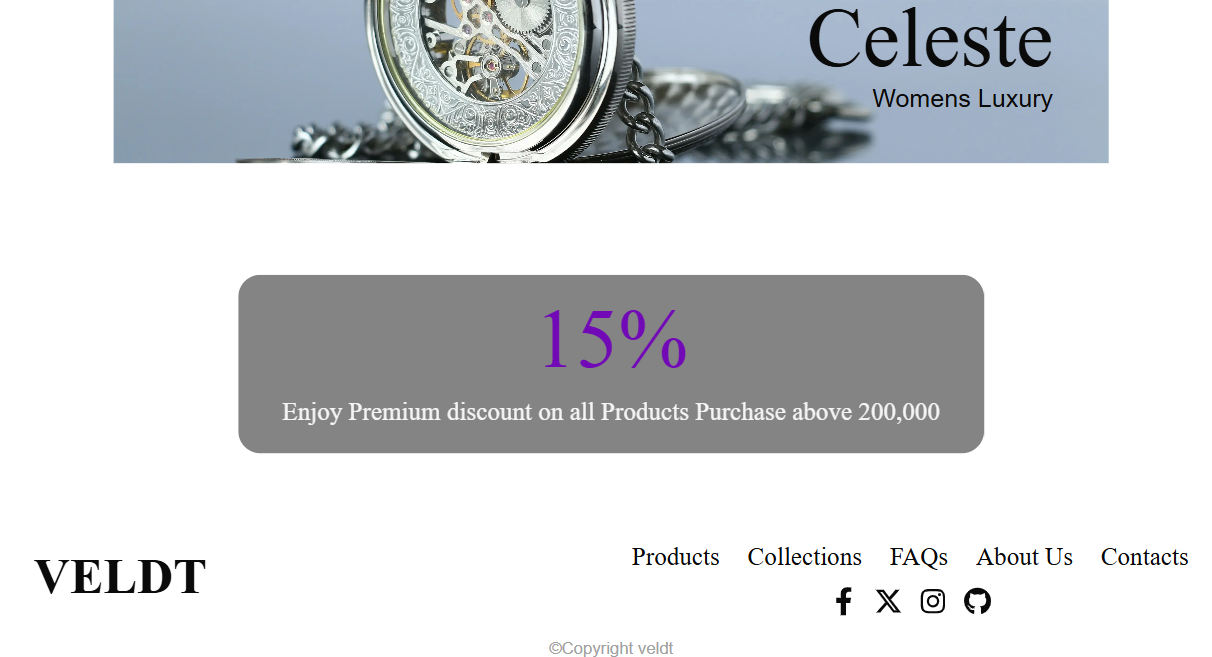 Celeste
Womens Luxury
15%
Enjoy Premium discount on all Products Purchase above 200,000
VELDT
Products Collections FAQs About Us Contacts
©Copyright veldt